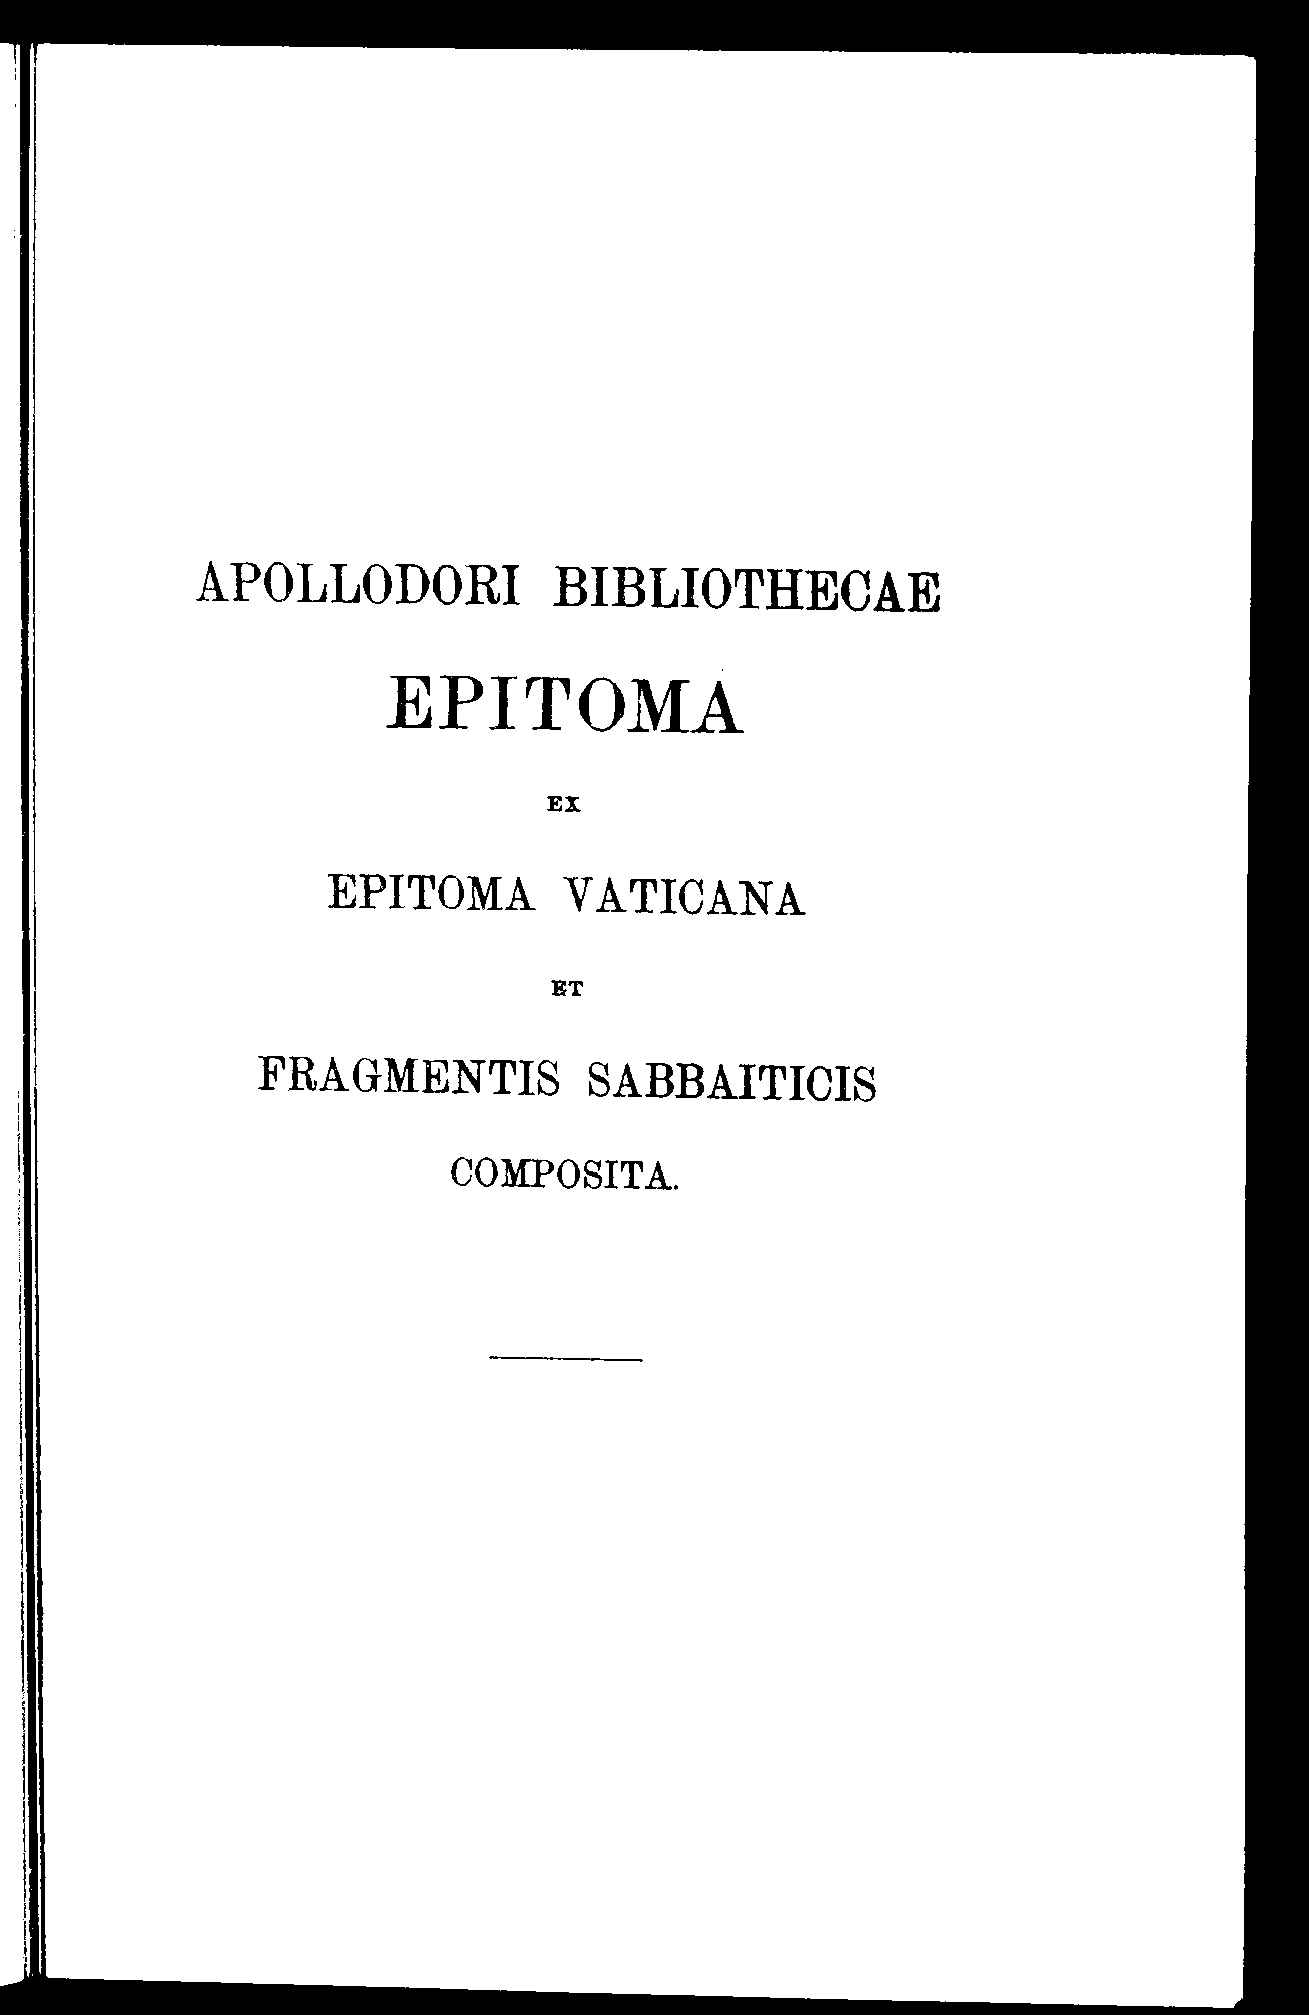 APOLLODORI BIBLIOTHECAE
EPITOMA
EX
EPITOMA VATICANA
ET
FRAGMENTIS SABBAITICIS
COMPOSITA.